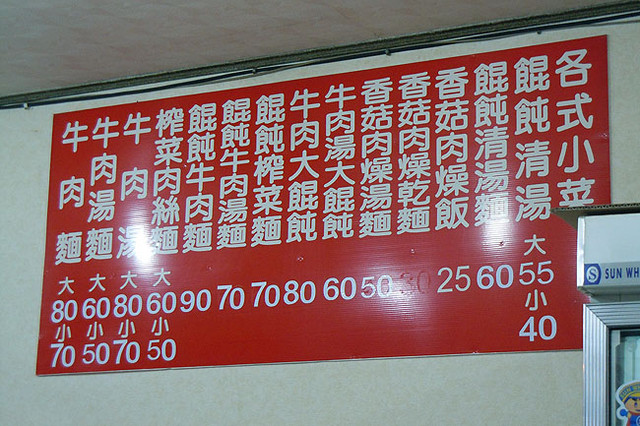 各式小菜
餛飩清湯 大55 小40
餛飩清湯麵 60
香菇肉燥飯 25
香菇肉燥乾麵 30
香菇肉燥湯麵 50
牛肉湯大餛飩 60
牛肉大餛飩 80
餛飩榨菜麵 70
餛飩牛肉湯麵 70
餛飩牛肉麵 90
榨菜肉絲麵 大60 小50
牛肉湯 大80 小70
牛肉湯麵 大60 小50
牛肉麵 大80 小70
S SUN WH